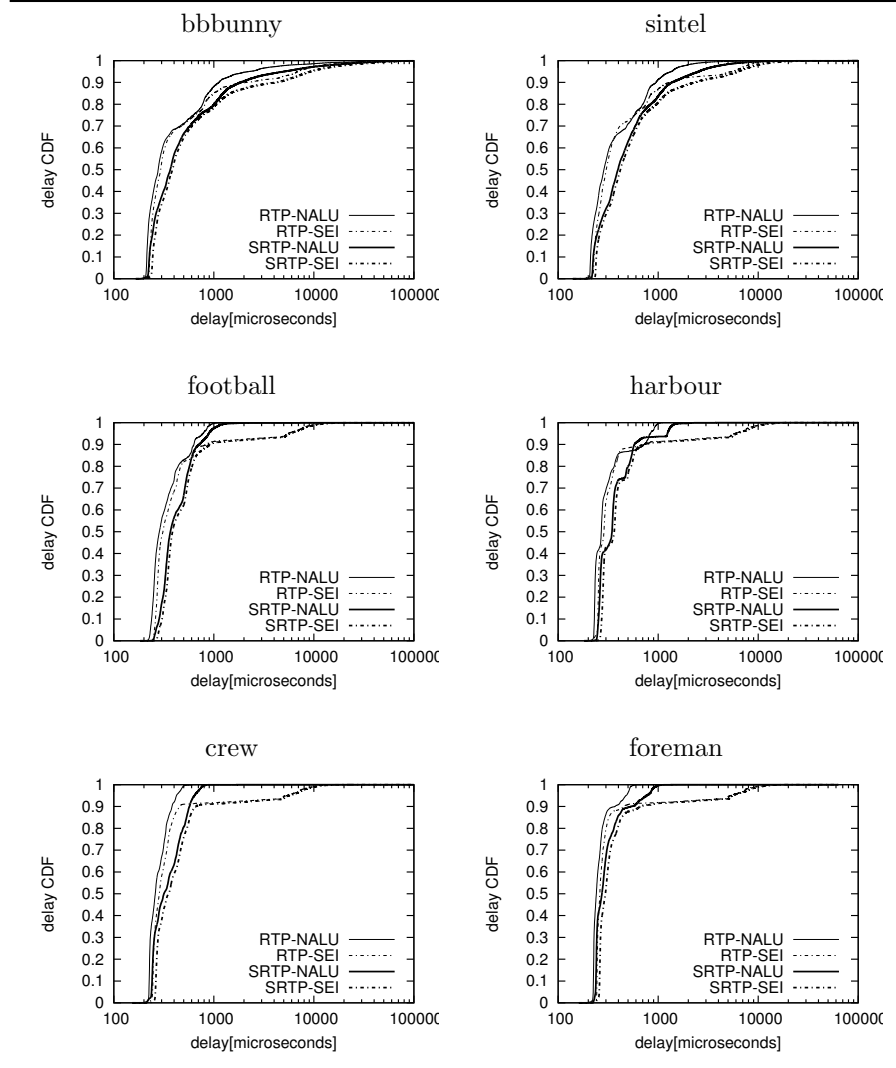 bbbunny
delay CDF
1
0.9
0.8
0.7
0.6
0.5
0.4
0.3
0.2
0.1
0
RTP-NALU
RTP-SEI
SRTP-NALU
SRTP-SEI
100 1000 10000 100000
delay[microseconds]
sintel
delay CDF
1
0.9
0.8
0.7
0.6
0.5
0.4
0.3
0.2
0.1
0
RTP-NALU
RTP-SEI
SRTP-NALU
SRTP-SEI
100 1000 10000 100000
delay[microseconds]
football
delay CDF
1
0.9
0.8
0.7
0.6
0.5
0.4
0.3
0.2
0.1
0
RTP-NALU
RTP-SEI
SRTP-NALU
SRTP-SEI
100 1000 10000 100000
delay[microseconds]
harbour
delay CDF
1
0.9
0.8
0.7
0.6
0.5
0.4
0.3
0.2
0.1
0
RTP-NALU
RTP-SEI
SRTP-NALU
SRTP-SEI
100 1000 10000 100000
delay[microseconds]
crew
delay CDF
1
0.9
0.8
0.7
0.6
0.5
0.4
0.3
0.2
0.1
0
RTP-NALU
RTP-SEI
SRTP-NALU
SRTP-SEI
100 1000 10000 100000
delay[microseconds]
foreman
delay CDF
1
0.9
0.8
0.7
0.6
0.5
0.4
0.3
0.2
0.1
0
RTP-NALU
RTP-SEI
SRTP-NALU
SRTP-SEI
100 1000 10000 100000
delay[microseconds]